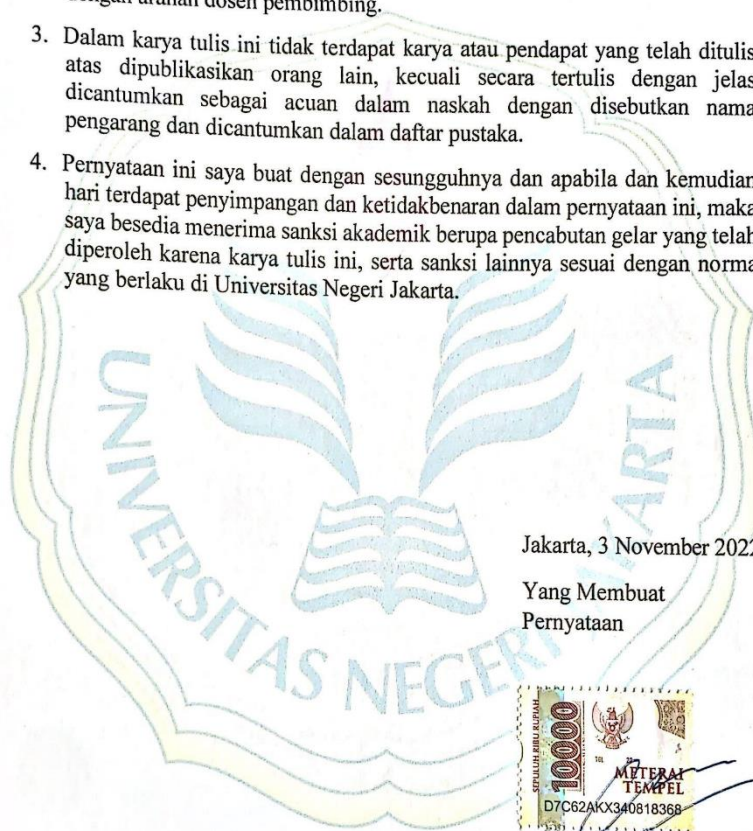 dengan arahan dosen pembimbing.
3. Dalam karya tulis ini tidak terdapat karya atau pendapat yang telah ditulis
atas dipublikasikan orang lain, kecuali secara tertulis dengan jelas
dicantumkan sebagai acuan dalam naskah dengan disebutkan nama
pengarang dan dicantumkan dalam daftar pustaka.
4. Pernyataan ini saya buat dengan sesungguhnya dan apabila dan kemudian
hari terdapat penyimpangan dan ketidakbenaran dalam pernyataan ini, maka
saya besedia menerima sanksi akademik berupa pencabutan gelar yang telah
diperoleh karena karya tulis ini, serta sanksi lainnya sesuai dengan norma
yang berlaku di Universitas Negeri Jakarta.
UNIVERSITAS NEGERI JAKARTA
Jakarta, 3 November 2022
Yang Membuat
Pernyataan
SEPULUH RIBU RUPIAH
10000
METERAI
TEMPEL
D7C62AKX340818368